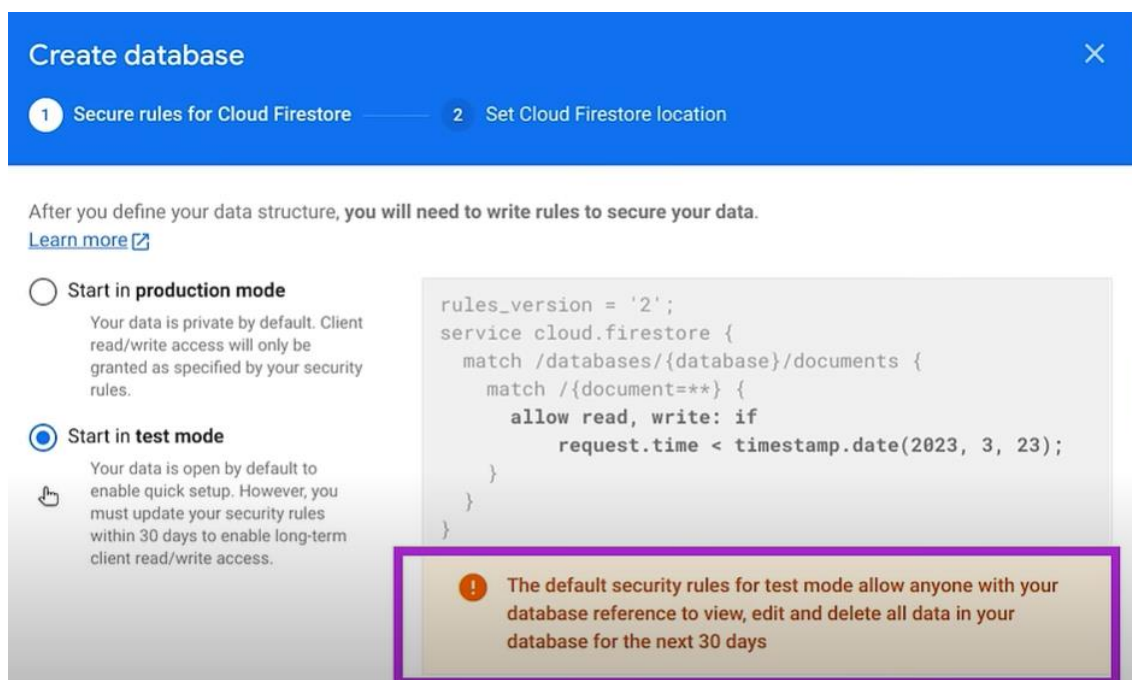 Create database
1 Secure rules for Cloud Firestore
2 Set Cloud Firestore location
After you define your data structure, you will need to write rules to secure your data.
Learn more
Start in production mode
Your data is private by default. Client
read/write access will only be
granted as specified by your security
rules.
Start in test mode
Your data is open by default to
enable quick setup. However, you
must update your security rules
within 30 days to enable long-term
client read/write access.
rules_version = '2';
service cloud.firestore {
match /databases/{database}/documents {
match /{document=**} {
allow read, write: if
request.time < timestamp.date(2023, 3, 23);
}
}
}
The default security rules for test mode allow anyone with your
database reference to view, edit and delete all data in your
database for the next 30 days